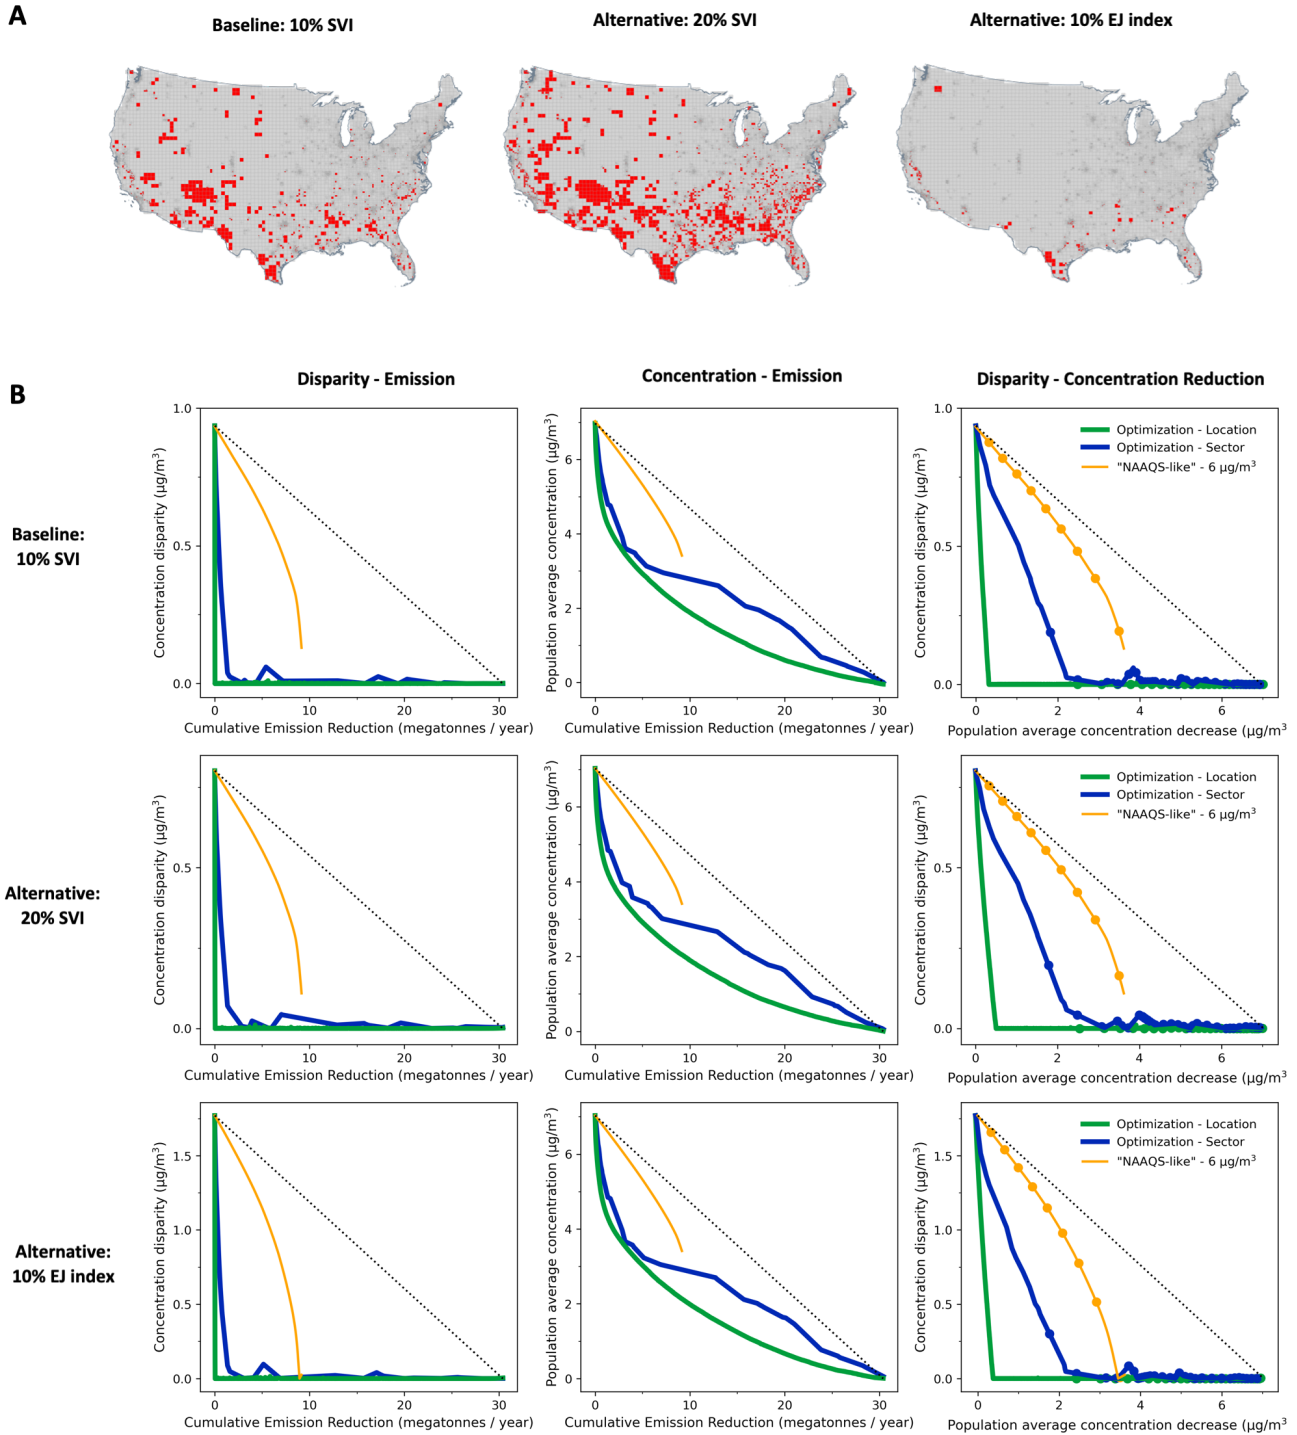 A
Baseline: 10% SVI
Alternative: 20% SVI
Alternative: 10% EJ index
B
Disparity - Emission
Concentration - Emission
Disparity - Concentration Reduction
Baseline:
10% SVI
Concentration disparity (µg/m³)
1.0
0.5
0.0
0
10
20
30
Cumulative Emission Reduction (megatonnes / year)
Population average concentration (µg/m³)
6
4
2
0
0
10
20
30
Cumulative Emission Reduction (megatonnes / year)
Concentration disparity (µg/m³)
1.0
0.5
0.0
Optimization - Location
Optimization - Sector
"NAAQS-like" - 6 µg/m³
0
2
4
6
Population average concentration decrease (µg/m³
Alternative:
20% SVI
Concentration disparity (µg/m³)
0.5
0.0
0
10
20
30
Cumulative Emission Reduction (megatonnes / year)
Population average concentration (µg/m³)
6
4
2
0
0
10
20
30
Cumulative Emission Reduction (megatonnes / year)
Concentration disparity (µg/m³)
0.5
0.0
Optimization - Location
Optimization - Sector
"NAAQS-like" - 6 µg/m³
0
2
4
6
Population average concentration decrease (µg/m³
Alternative:
10% EJ index
Concentration disparity (µg/m³)
1.5
1.0
0.5
0.0
0
10
20
30
Cumulative Emission Reduction (megatonnes / year)
Population average concentration (µg/m³)
6
4
2
0
0
10
20
30
Cumulative Emission Reduction (megatonnes / year)
Concentration disparity (µg/m³)
1.5
1.0
0.5
0.0
Optimization - Location
Optimization - Sector
"NAAQS-like" - 6 µg/m³
0
2
4
6
Population average concentration decrease (µg/m³